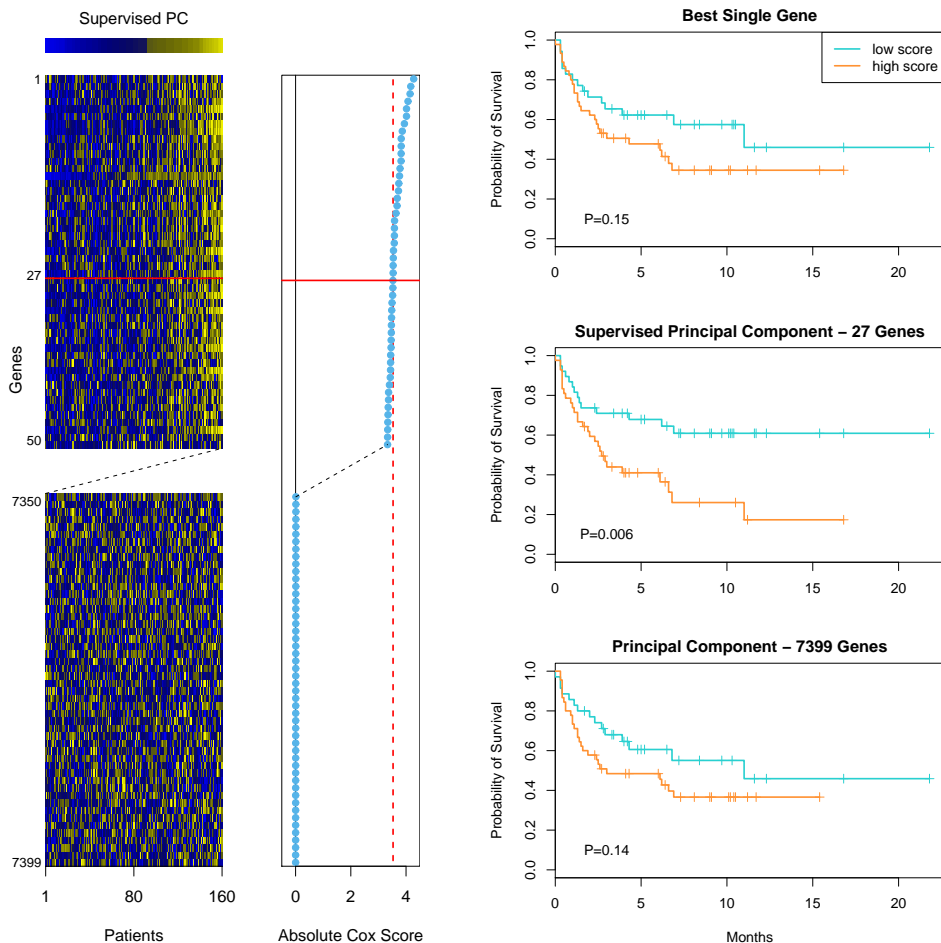 Supervised PC
1
27
50
7350
7399
Genes
1 80 160
Patients
0 2 4
Absolute Cox Score
Best Single Gene
low score
high score
Probability of Survival
0.0 0.2 0.4 0.6 0.8 1.0
P=0.15
0 5 10 15 20
Supervised Principal Component − 27 Genes
Probability of Survival
0.0 0.2 0.4 0.6 0.8 1.0
P=0.006
0 5 10 15 20
Principal Component − 7399 Genes
Probability of Survival
0.0 0.2 0.4 0.6 0.8 1.0
P=0.14
0 5 10 15 20
Months